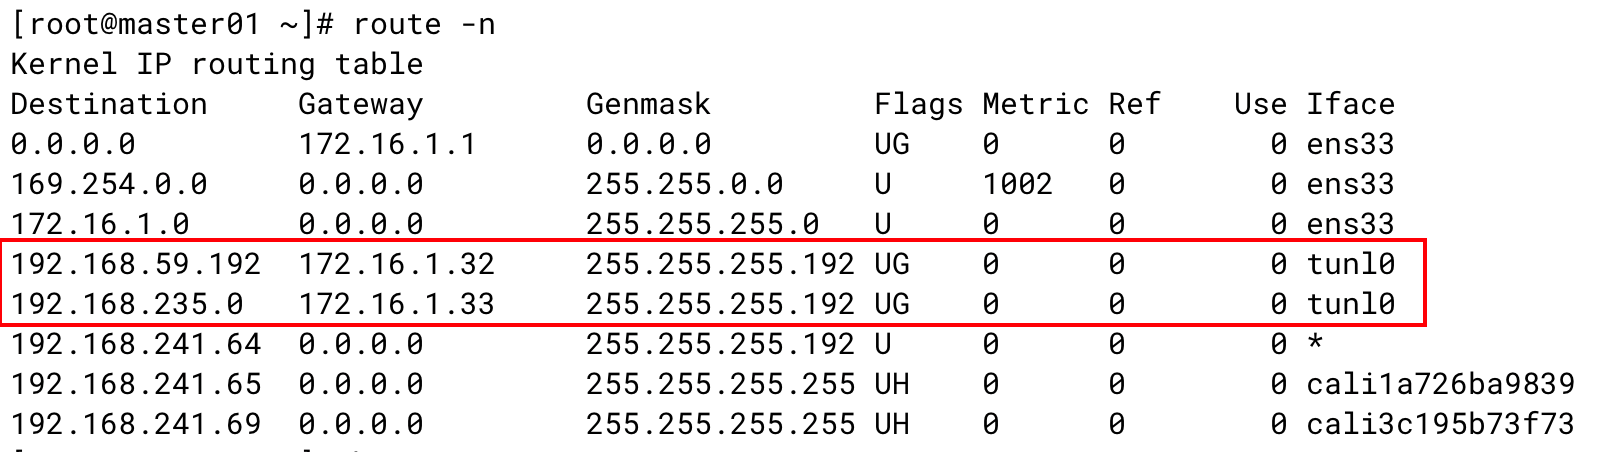 [root@master01 ~]# route -n
Kernel IP routing table
Destination     Gateway         Genmask         Flags Metric Ref    Use Iface
0.0.0.0         172.16.1.1      0.0.0.0         UG    0      0        0 ens33
169.254.0.0     0.0.0.0         255.255.0.0     U     1002   0        0 ens33
172.16.1.0      0.0.0.0         255.255.255.0   U     0      0        0 ens33
192.168.59.192  172.16.1.32     255.255.255.192 UG    0      0        0 tunl0
192.168.235.0   172.16.1.33     255.255.255.192 UG    0      0        0 tunl0
192.168.241.64  0.0.0.0         255.255.255.192 U     0      0        0 *
192.168.241.65  0.0.0.0         255.255.255.255 UH    0      0        0 cali1a726ba9839
192.168.241.69  0.0.0.0         255.255.255.255 UH    0      0        0 cali3c195b73f73